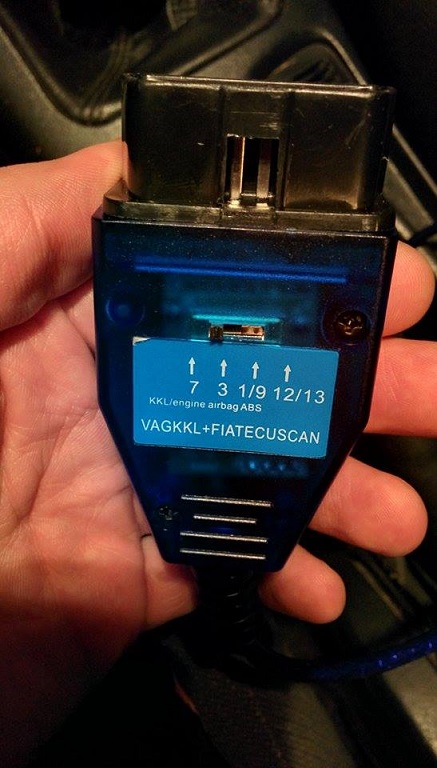 ↑ ↑ ↑ ↑
7 3 1/9 12/13
KKL/engine airbag ABS
VAGKKL+FIATECUSCAN